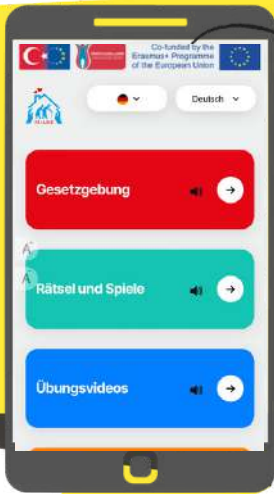 Co-funded by the
Erasmus+ Programme
of the European Union
Deutsch
Gesetzgebung
A+
A-
Rätsel und Spiele
Übungsvideos